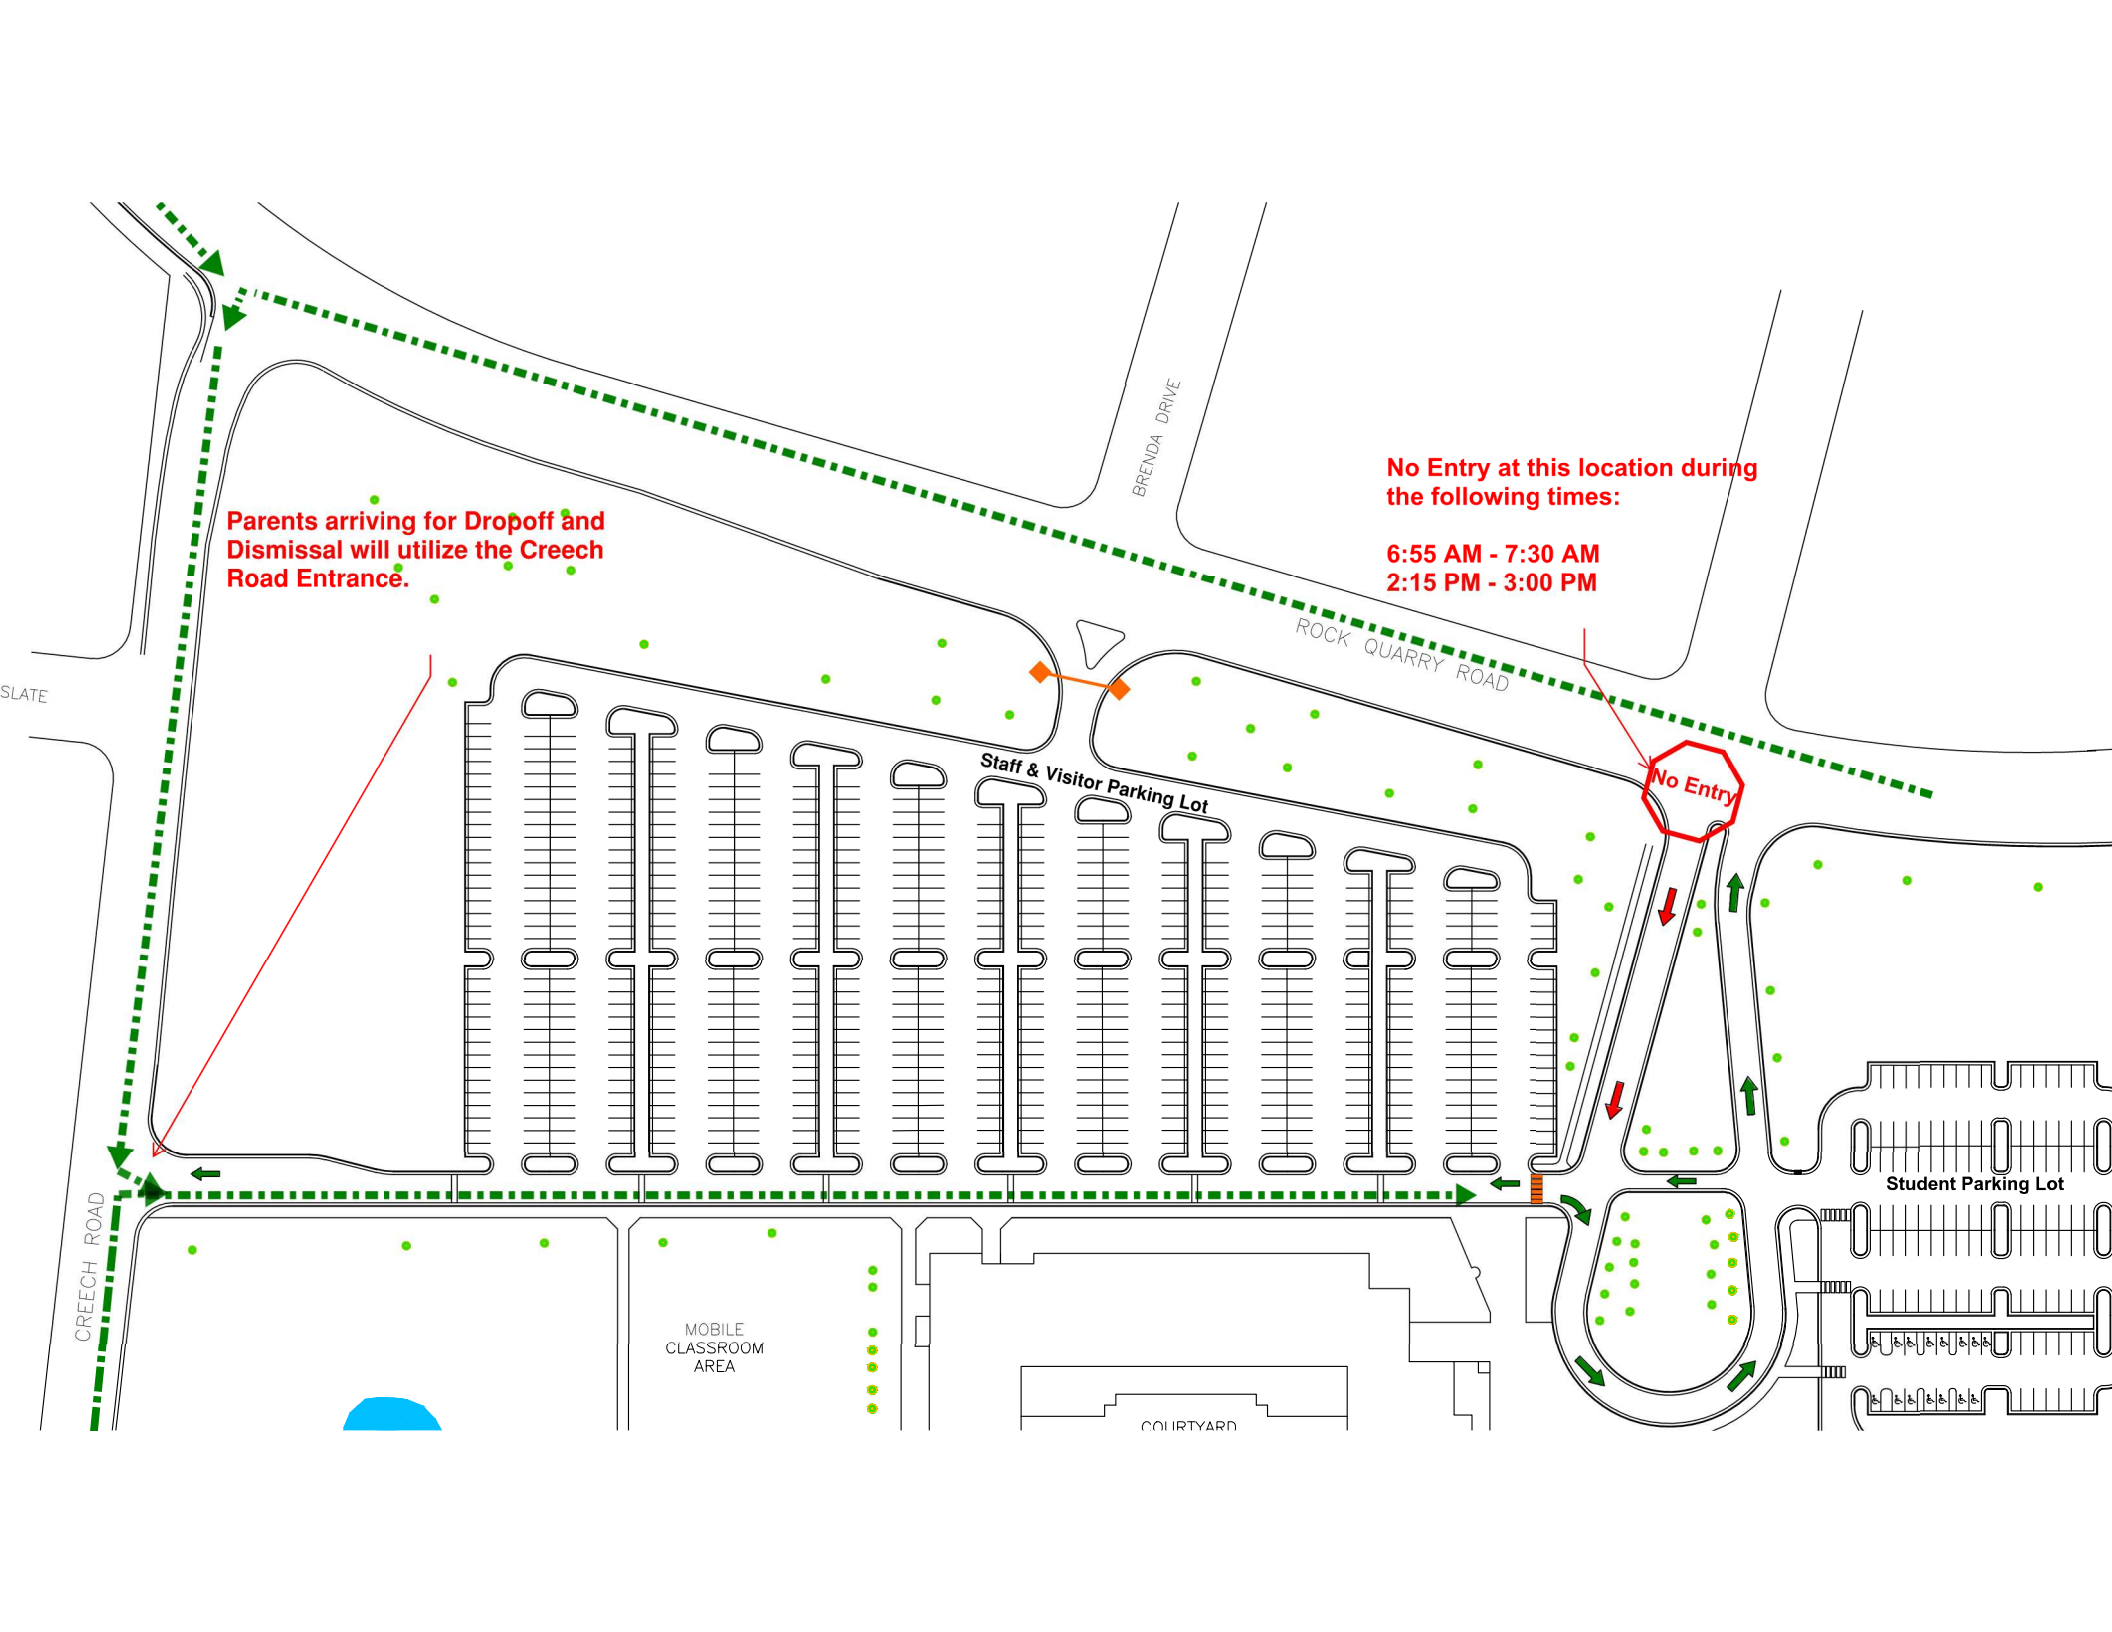 BRENDA DRIVE
No Entry at this location during
the following times:
6:55 AM - 7:30 AM
2:15 PM - 3:00 PM
Parents arriving for Dropoff and
Dismissal will utilize the Creech
Road Entrance.
ROCK QUARRY ROAD
SLATE
No Entry
Staff & Visitor Parking Lot
Student Parking Lot
CREECH ROAD
MOBILE
CLASSROOM
AREA
COURTYARD